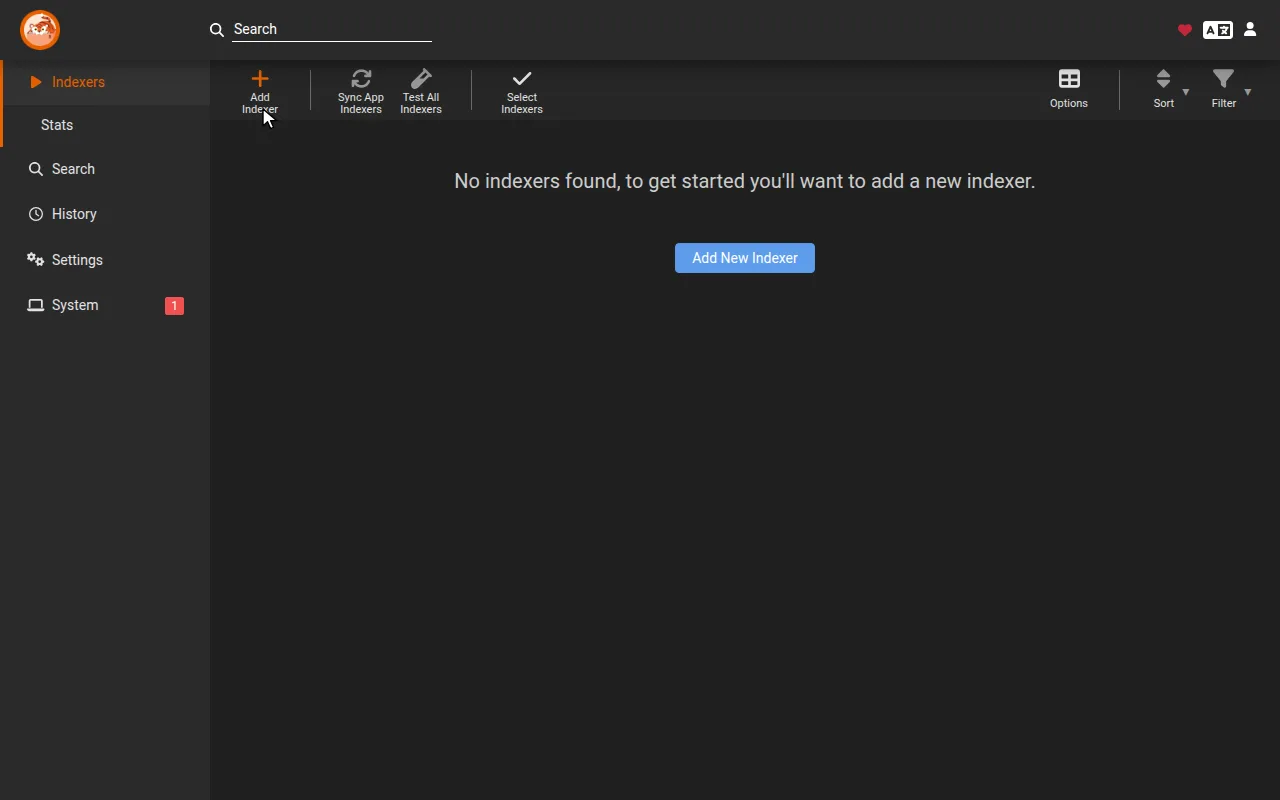 Search
Indexers
Stats
Search
History
Settings
System
1
Add
Indexer
Sync App
Indexers
Test All
Indexers
Select
Indexers
Options
Sort
Filter
No indexers found, to get started you'll want to add a new indexer.
Add New Indexer